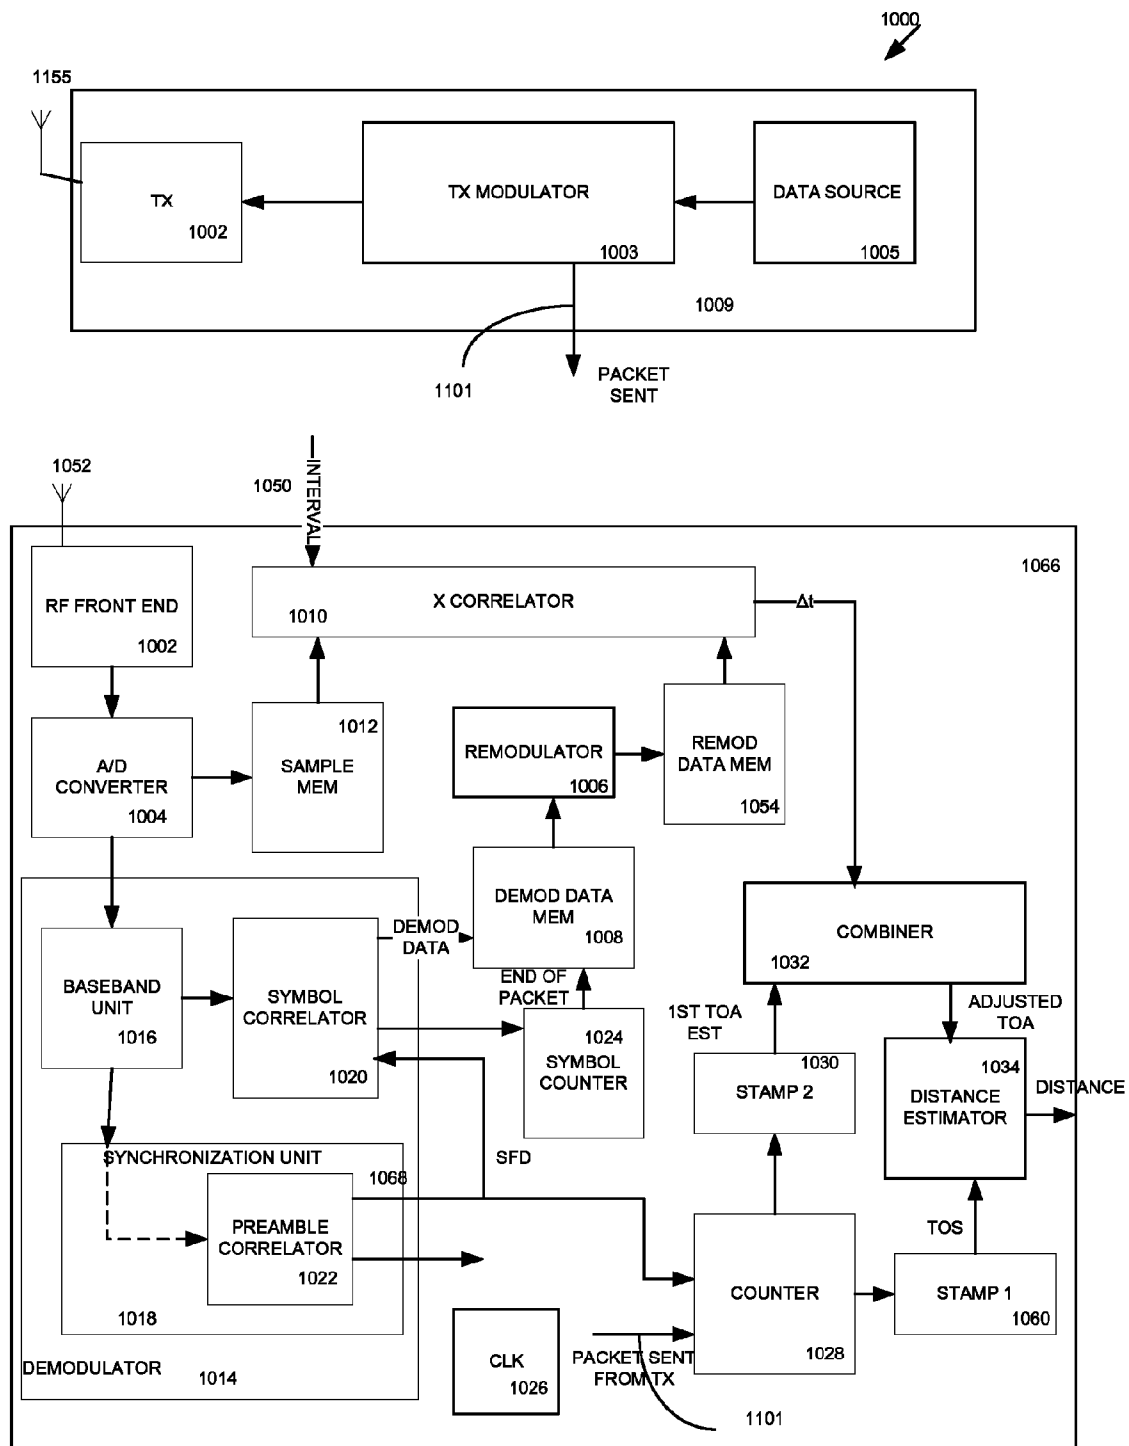 1000
1155
TX
1002
TX MODULATOR
1003
DATA SOURCE
1005
1009
1101
PACKET
SENT
1052
1050
INTERVAL
1066
RF FRONT END
1002
X CORRELATOR
1010
Δt
A/D
CONVERTER
1004
1012
SAMPLE
MEM
REMODULATOR
1006
REMOD
DATA MEM
1054
DEMOD
DATA
DEMOD DATA
MEM
1008
COMBINER
1032
BASEBAND
UNIT
1016
SYMBOL
CORRELATOR
1020
END OF
PACKET
1024
SYMBOL
COUNTER
1ST TOA
EST
ADJUSTED
TOA
1030
STAMP 2
1034
DISTANCE
ESTIMATOR
DISTANCE
SYNCHRONIZATION UNIT
1068
SFD
PREAMBLE
CORRELATOR
1022
1018
TOS
COUNTER
1028
STAMP 1
1060
DEMODULATOR
1014
CLK
1026
PACKET SENT
FROM TX
1101